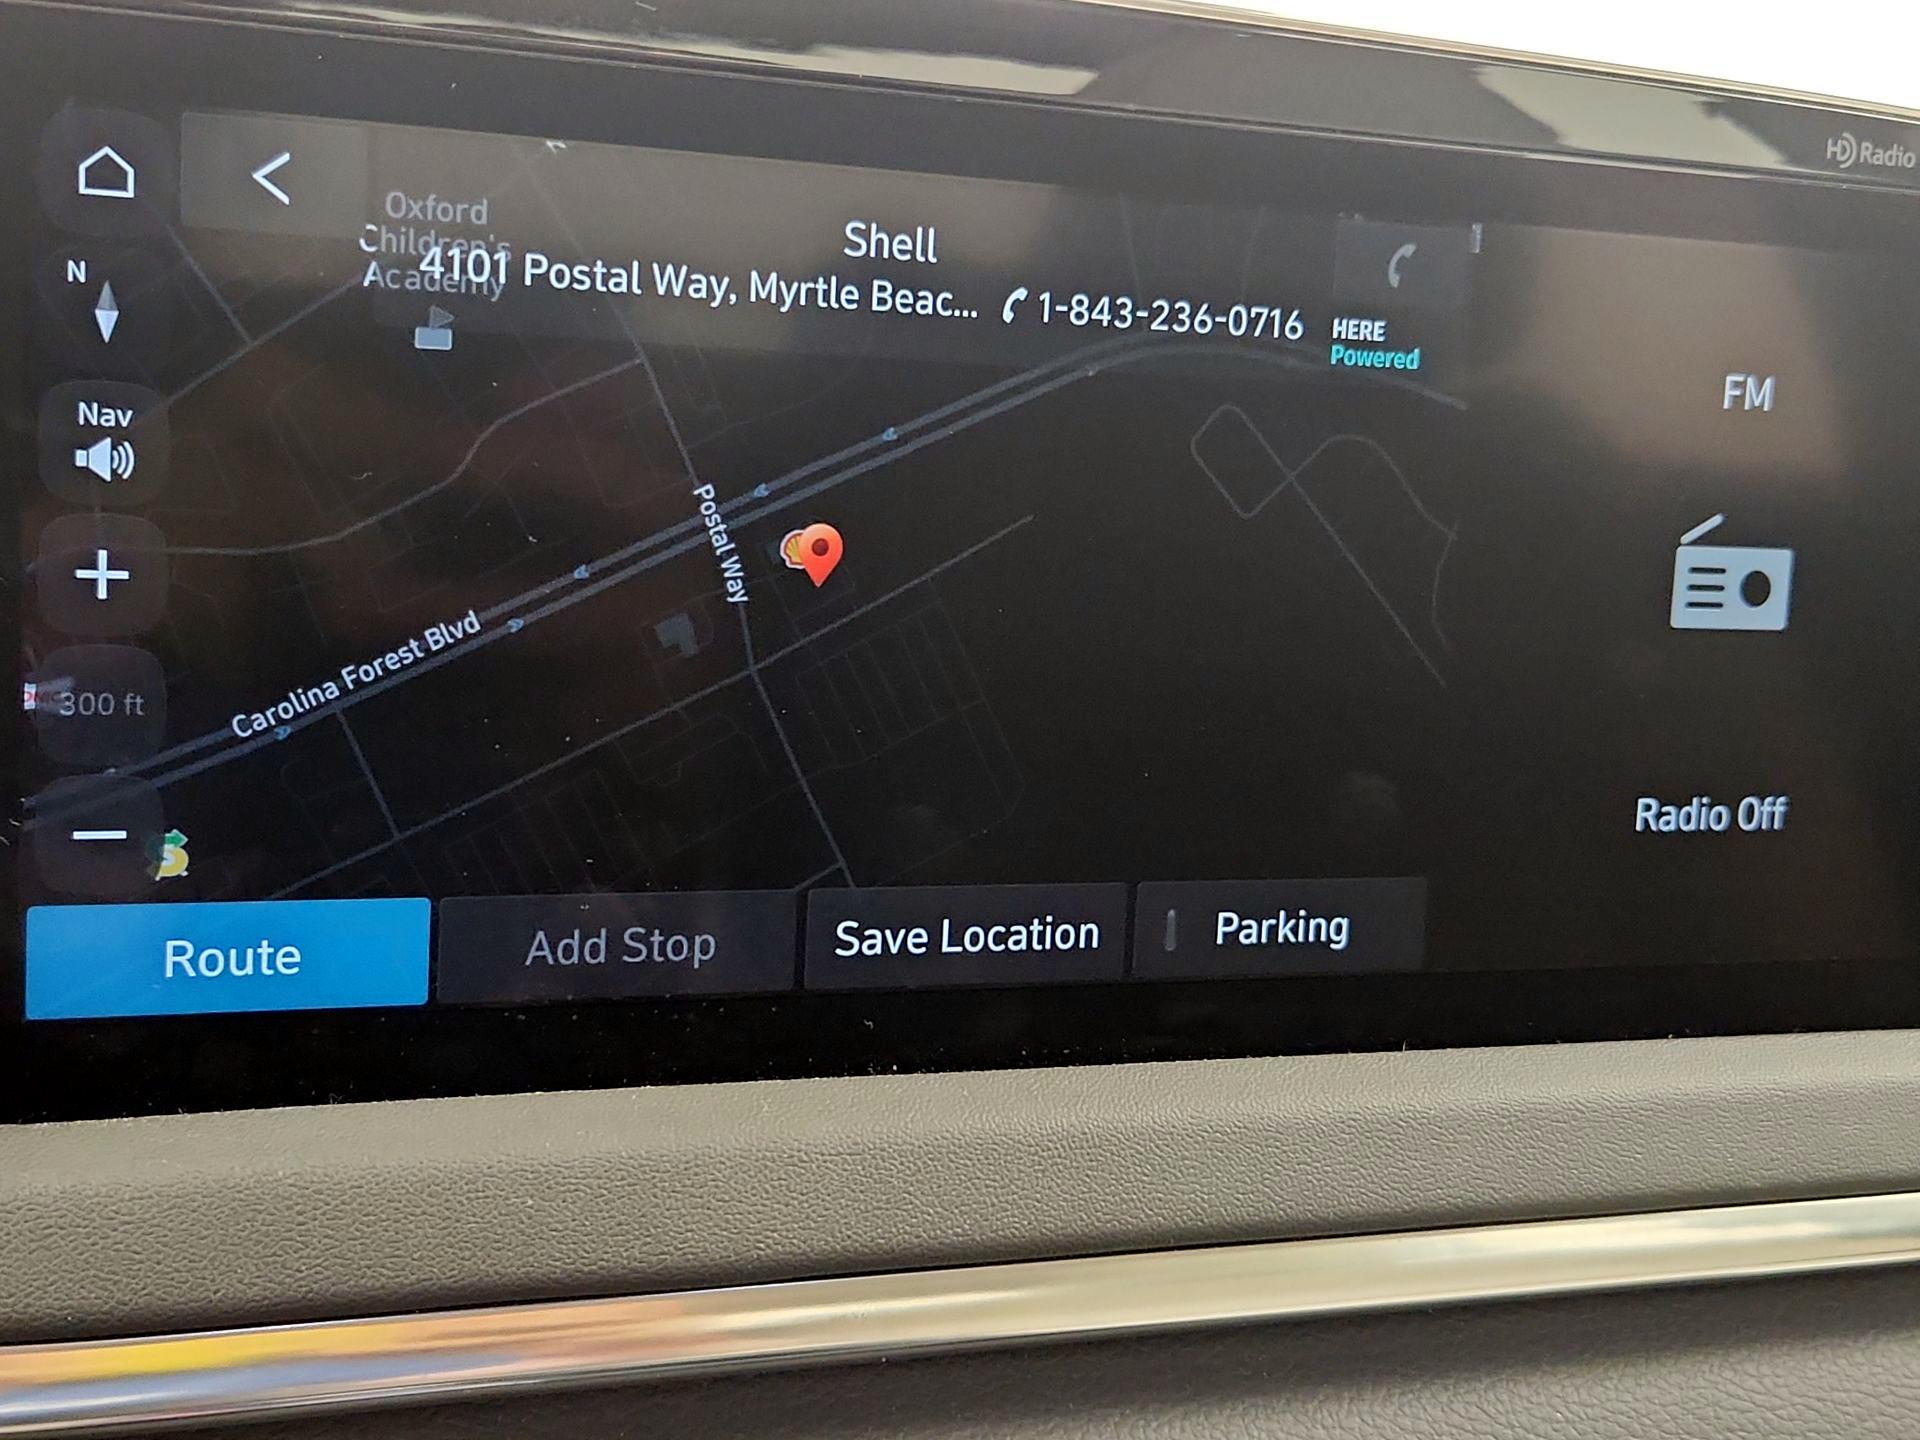 HD Radio
Oxford
Children's
Academy
Shell
4101 Postal Way, Myrtle Beac...
1-843-236-0716
HERE
Powered
N
Nav
FM
Postal Way
Carolina Forest Blvd
300 ft
Radio Off
Route
Add Stop
Save Location
Parking